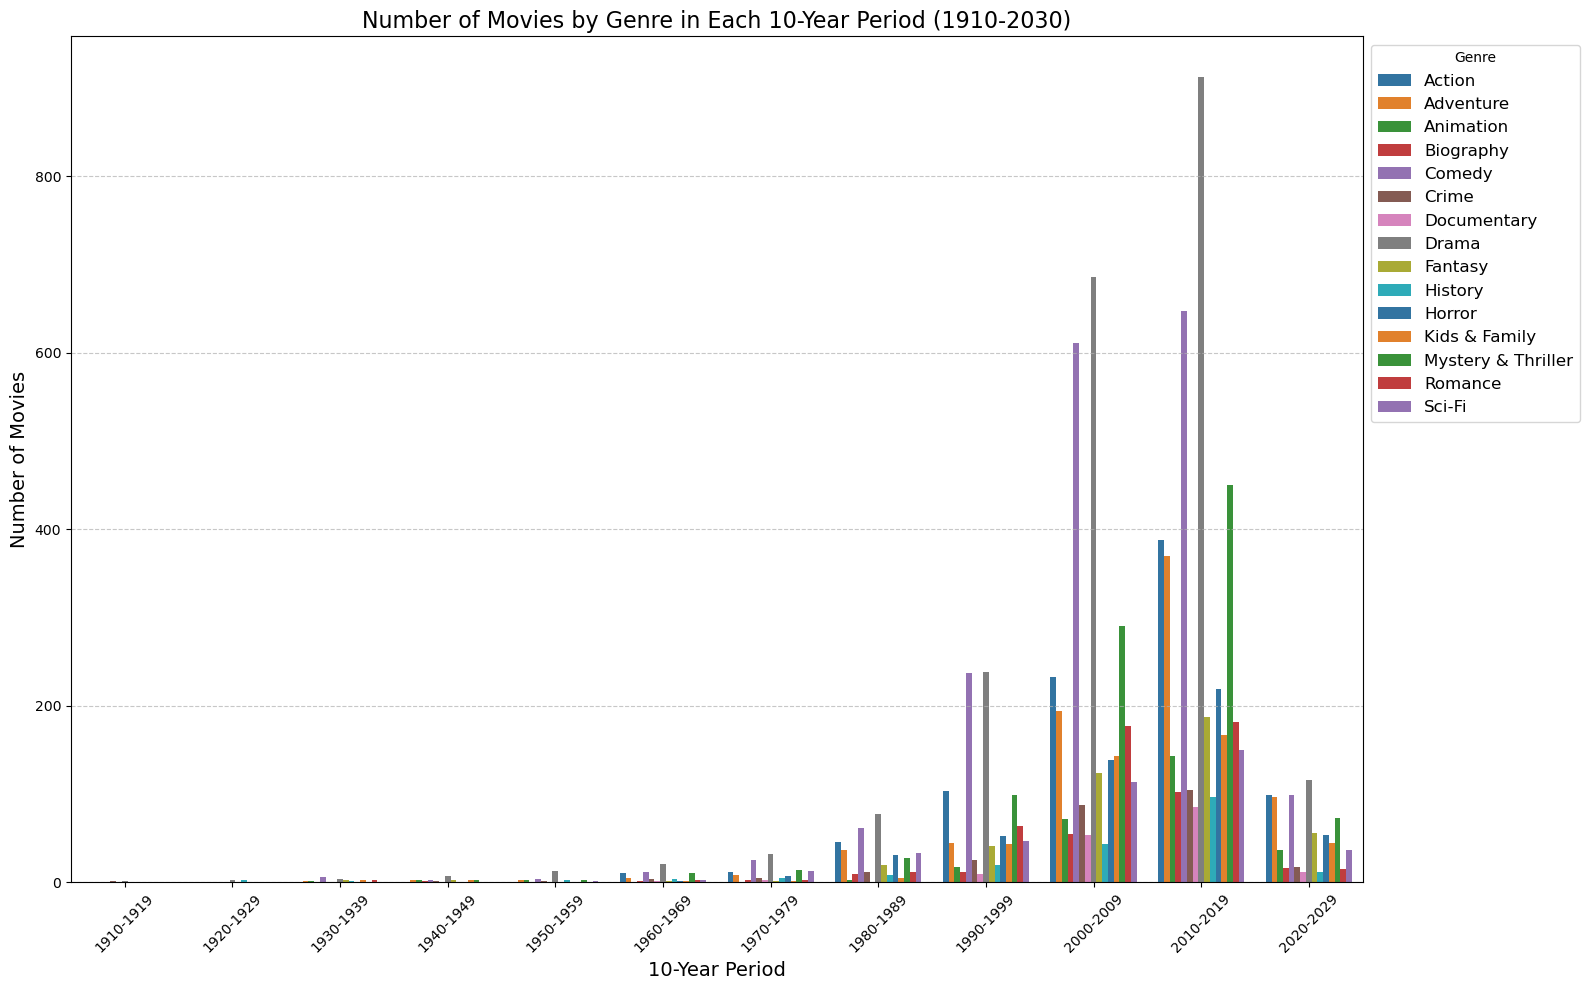 Number of Movies by Genre in Each 10-Year Period (1910-2030)
Genre
Action
Adventure
Animation
Biography
Comedy
Crime
Documentary
Drama
Fantasy
History
Horror
Kids & Family
Mystery & Thriller
Romance
Sci-Fi
Number of Movies
800
600
400
200
0
1910-1919
1920-1929
1930-1939
1940-1949
1950-1959
1960-1969
1970-1979
1980-1989
1990-1999
2000-2009
2010-2019
2020-2029
10-Year Period